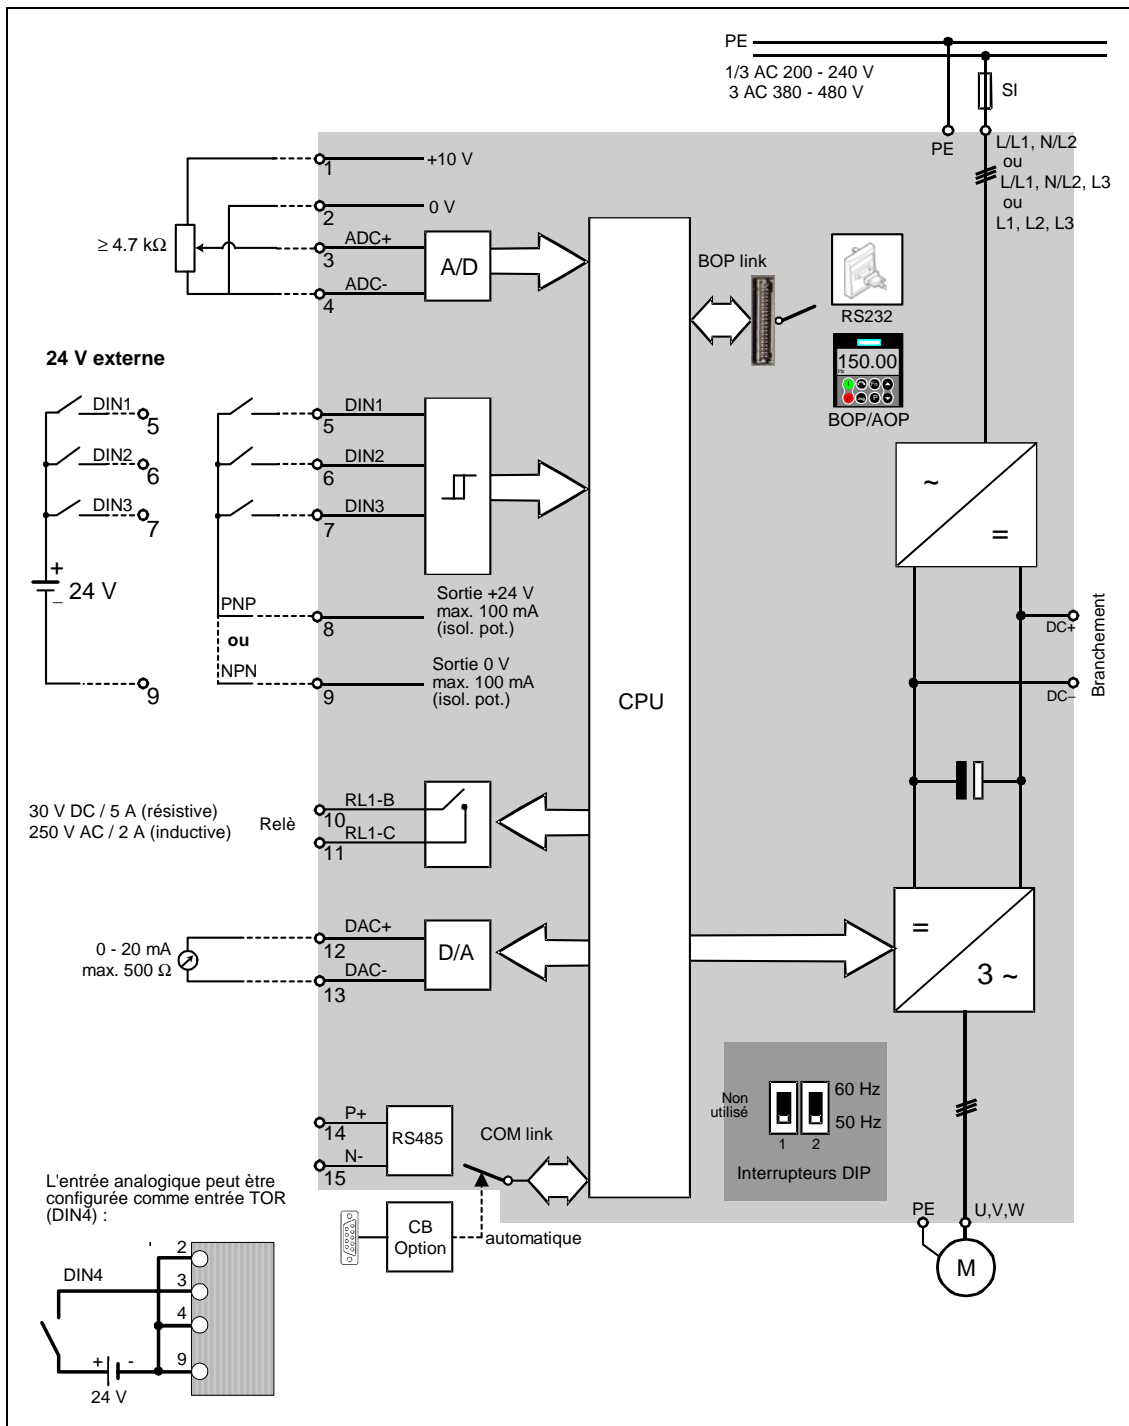 PE
1/3 AC 200 - 240 V
3 AC 380 - 480 V
SI
PE
L/L1, N/L2
ou
L/L1, N/L2, L3
ou
L1, L2, L3
1
+10 V
2
0 V
≥ 4.7 kΩ
ADC+
3
ADC-
4
A/D
BOP link
RS232
150.00
Hz
BOP/AOP
24 V externe
DIN1
5
DIN2
6
DIN3
7
+
24 V
_
9
DIN1
5
DIN2
6
DIN3
7
PNP
8
ou
NPN
9
Sortie +24 V
max. 100 mA
(isol. pot.)
Sortie 0 V
max. 100 mA
(isol. pot.)
CPU
~
=
DC+
DC–
Branchement
30 V DC / 5 A (résistive)
250 V AC / 2 A (inductive)
Relè
RL1-B
10
RL1-C
11
0 - 20 mA
max. 500 Ω
DAC+
12
DAC-
13
D/A
=
3 ~
P+
14
N-
15
RS485
COM link
CB
Option
automatique
Non
utilisé
60 Hz
50 Hz
1
2
Interrupteurs DIP
PE
U,V,W
M
L'entrée analogique peut ètre
configurée comme entrée TOR
(DIN4) :
'
2
DIN4
3
4
+
-
9
24 V